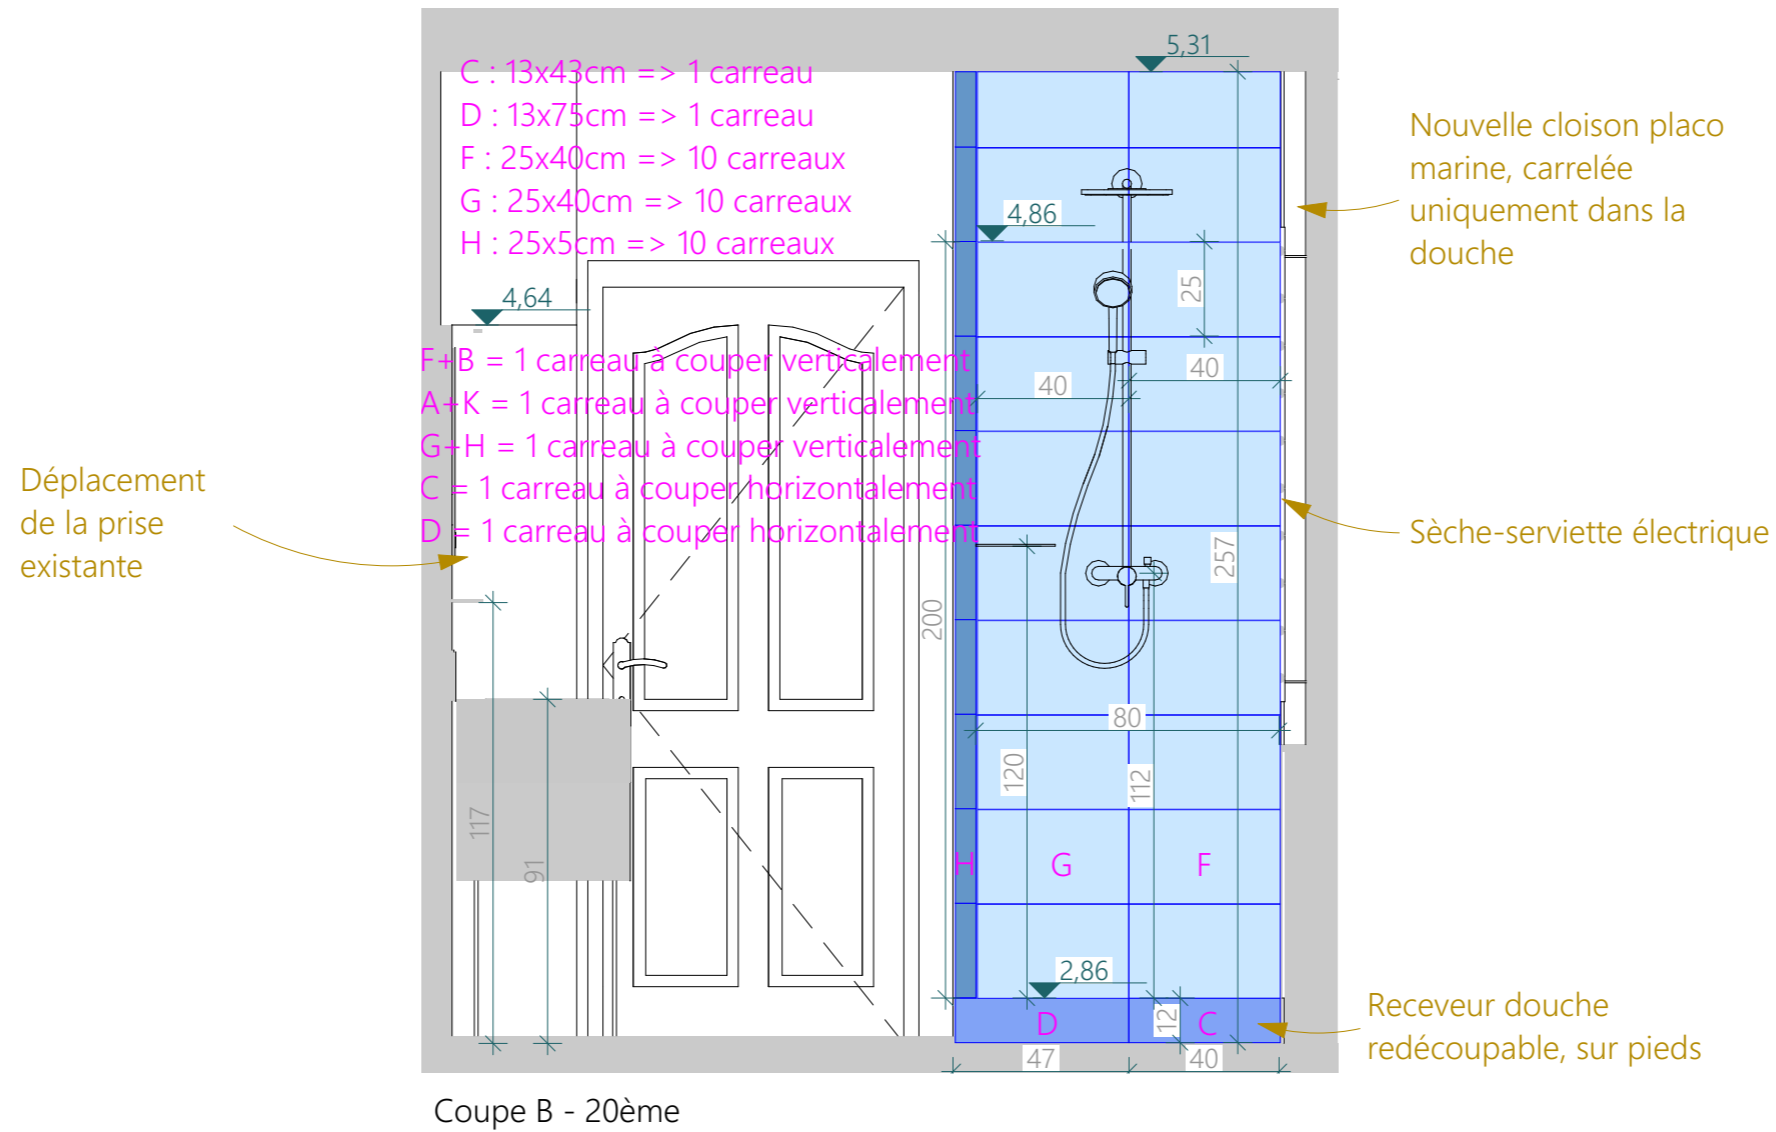 5,31
C : 13x43cm => 1 carreau
D : 13x75cm => 1 carreau
F : 25x40cm => 10 carreaux
G : 25x40cm => 10 carreaux
H : 25x5cm => 10 carreaux
Nouvelle cloison placo
marine, carrelée
uniquement dans la
douche
4,86
4,64
25
F+B = 1 carreau à couper verticalement
A+K = 1 carreau à couper verticalement
G+H = 1 carreau à couper verticalement
C = 1 carreau à couper horizontalement
D = 1 carreau à couper horizontalement
40
40
Déplacement
de la prise
existante
Sèche-serviette électrique
257
200
80
120
112
117
91
H
G
F
2,86
D
12
C
Receveur douche
redécoupable, sur pieds
47
40
Coupe B - 20ème